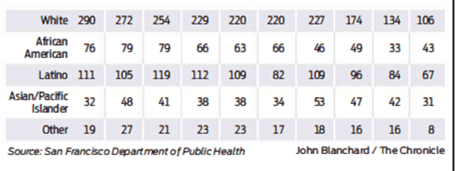 White 290 272 254 229 220 220 227 174 134 106
African
American 76 79 79 66 63 66 46 49 33 43
Latino 111 105 119 112 109 82 109 96 84 67
Asian/Pacific
Islander 32 48 41 38 38 34 53 47 42 31
Other 19 27 21 23 23 17 18 16 16 8
Source: San Francisco Department of Public Health John Blanchard / The Chronicle